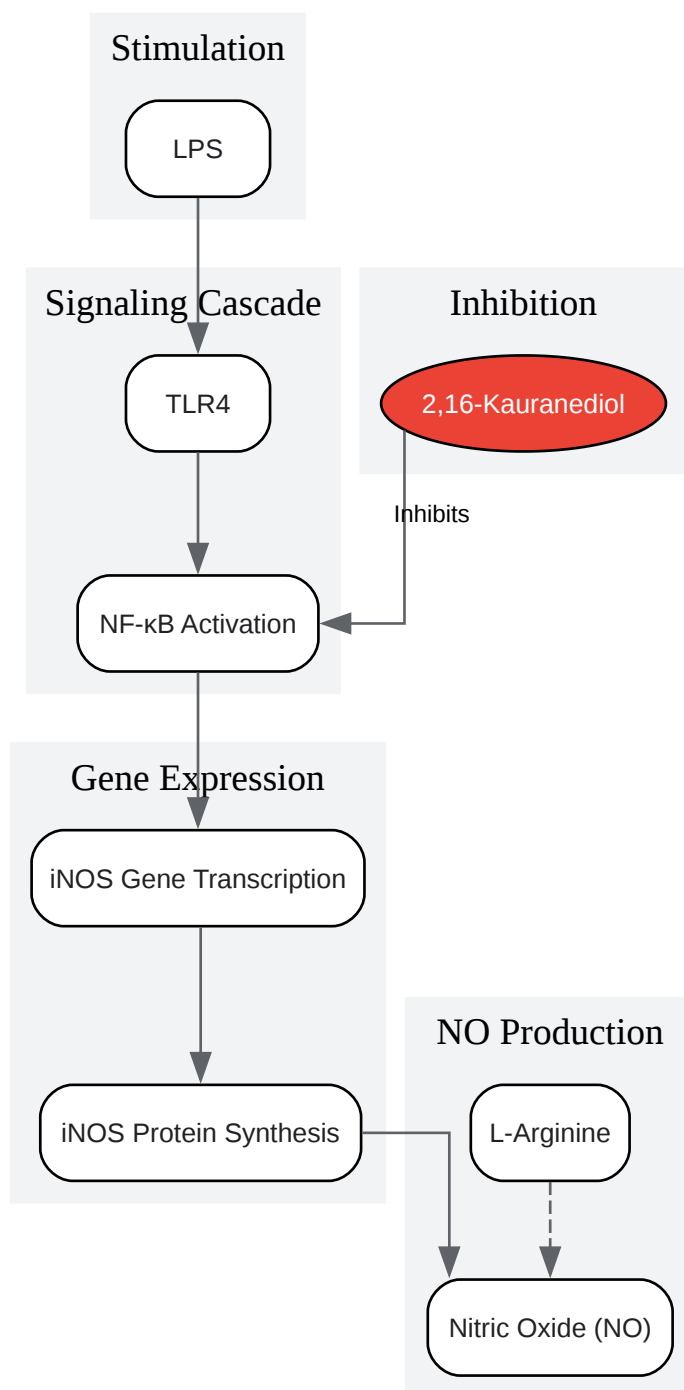 Stimulation
LPS
Signaling Cascade
Inhibition
TLR4
2,16-Kauranediol
Inhibits
NF-κB Activation
Gene Expression
iNOS Gene Transcription
NO Production
iNOS Protein Synthesis
L-Arginine
Nitric Oxide (NO)